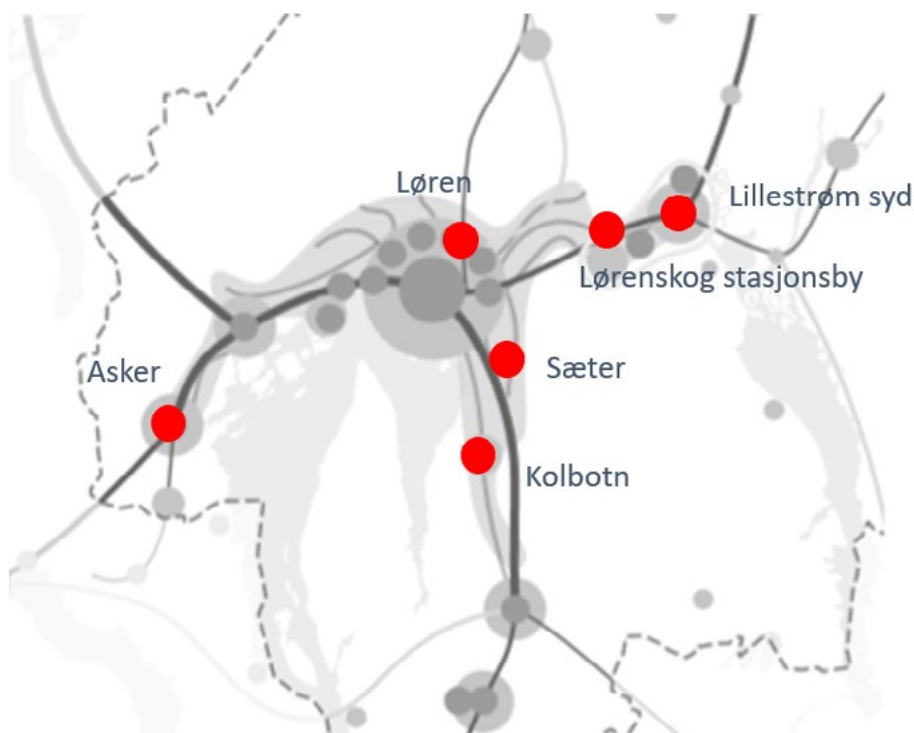 Løren
Lillestrøm syd
Lørenskog stasjonsby
Asker
Sæter
Kolbotn